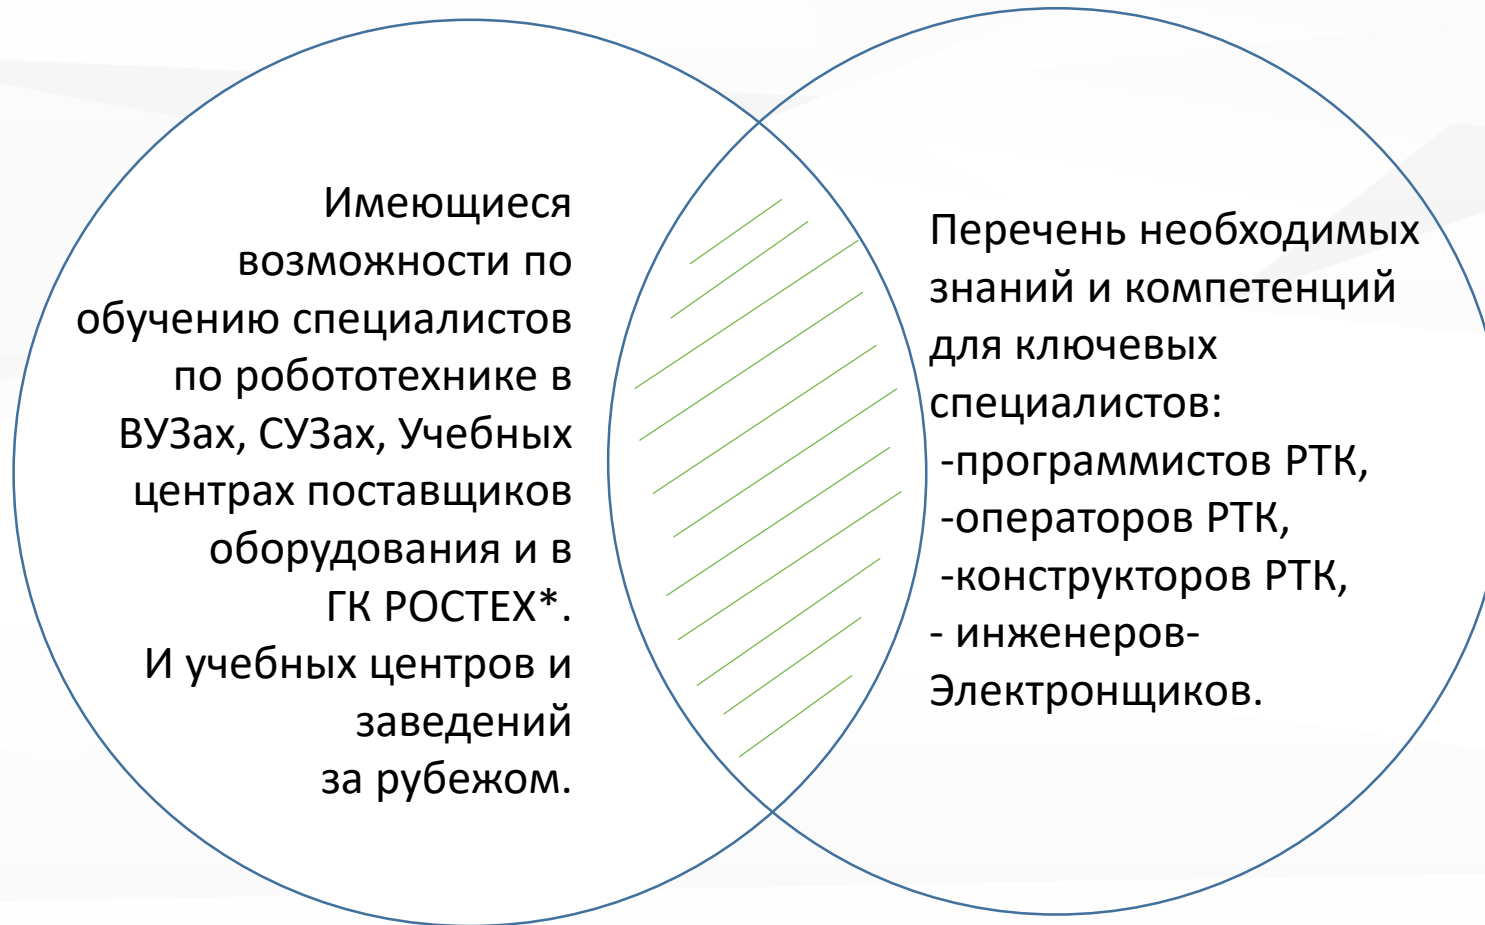 Имеющиеся
возможности по
обучению специалистов
по робототехнике в
ВУЗах, СУЗах, Учебных
центрах поставщиков
оборудования и в
ГК РОСТЕХ*.
И учебных центров и
заведений
за рубежом.
Перечень необходимых
знаний и компетенций
для ключевых
специалистов:
-программистов РТК,
-операторов РТК,
-конструкторов РТК,
- инженеров-
Электронщиков.